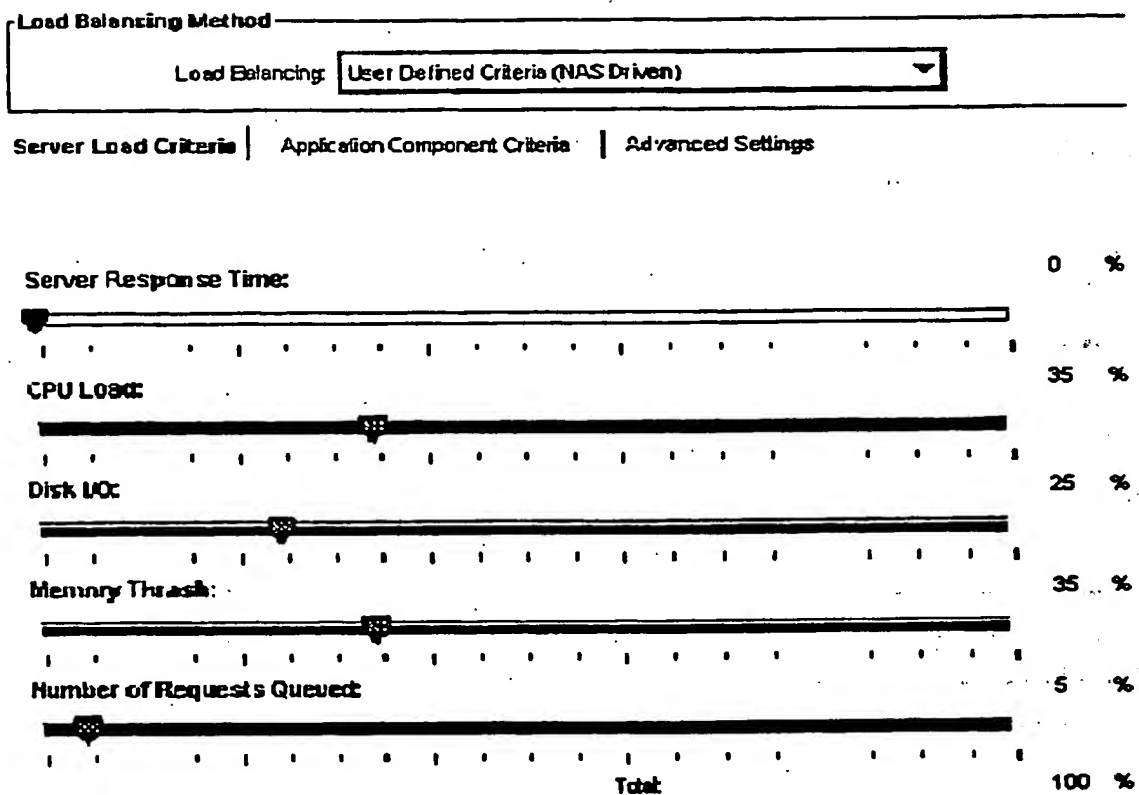 Load Balancing Method
Load Balancing: User Defined Criteria (NAS Driven)
Server Load Criteria | Application Component Criteria | Advanced Settings
Server Response Time: 0 %
CPU Load: 35 %
Disk I/O: 25 %
Memory Thrash: 35 %
Number of Requests Queued: 5 %
Total: 100 %